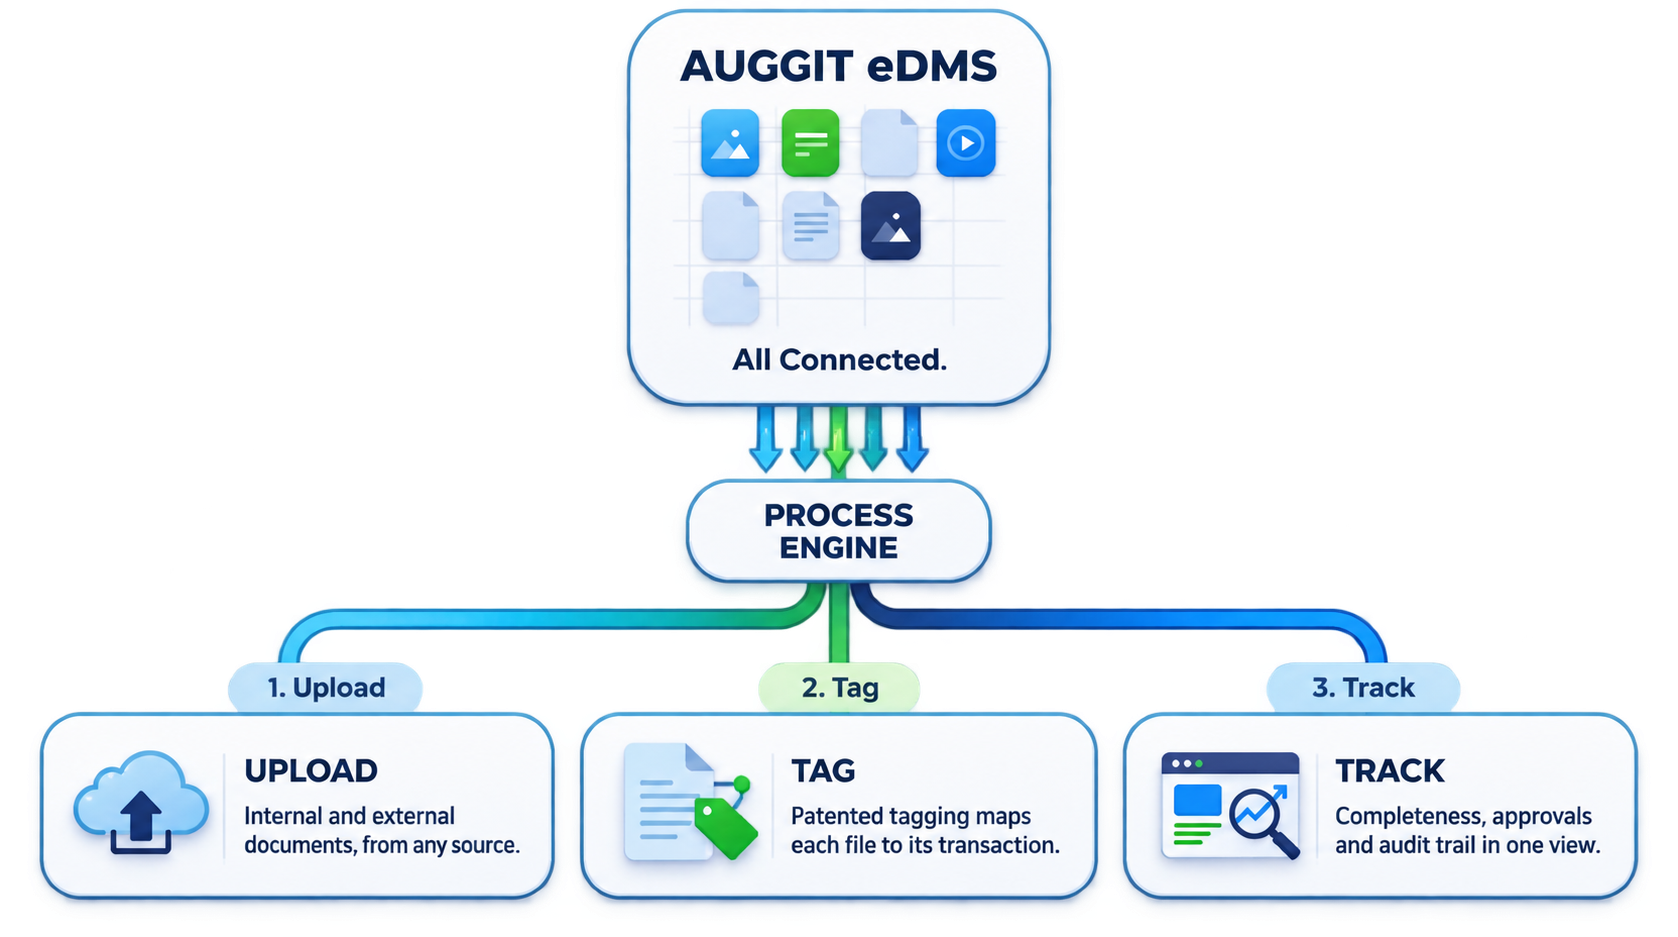 AUGGIT eDMS
All Connected.
PROCESS
ENGINE
1. Upload
UPLOAD
Internal and external
documents, from any source.
2. Tag
TAG
Patented tagging maps
each file to its transaction.
3. Track
TRACK
Completeness, approvals
and audit trail in one view.